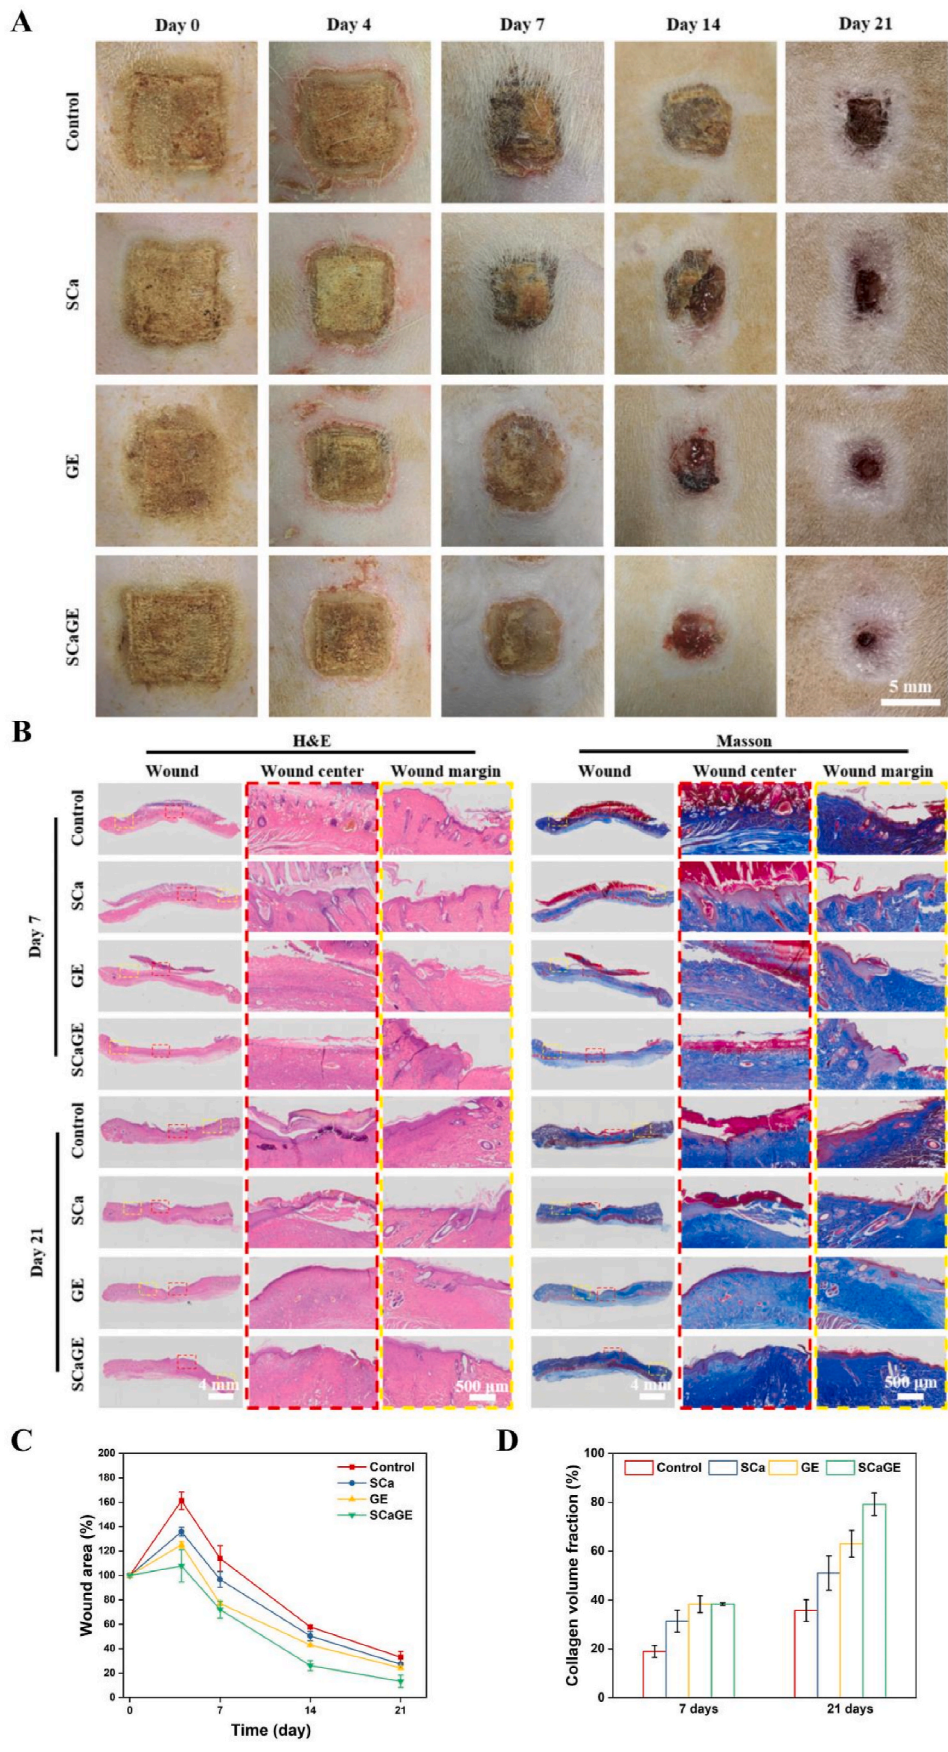 A
Day 0 Day 4 Day 7 Day 14 Day 21
Control
SCa
GE
SCaGE
5 mm
B
H&E Masson
Wound Wound center Wound margin Wound Wound center Wound margin
Day 7
Control
SCa
GE
SCaGE
Day 21
Control
SCa
GE
SCaGE
4 mm 500 μm 4 mm 500 μm
C
Wound area (%)
200
180
160
140
120
100
80
60
40
20
0
Control
SCa
GE
SCaGE
0 7 14 21
Time (day)
D
Collagen volume fraction (%)
100
80
60
40
20
0
Control SCa GE SCaGE
7 days 21 days